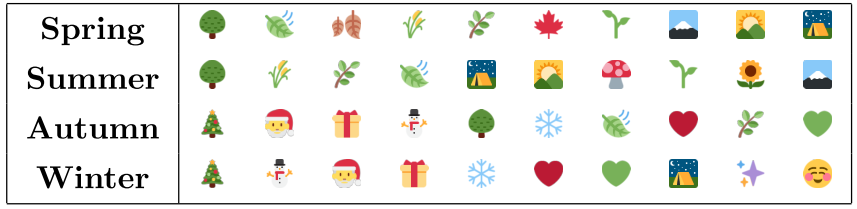 Spring 🌳 🍃 🍂 🌾 🌿 🍁 🌱 🗻 🌄 🏕
Summer 🌳 🌾 🌿 🍃 🏕 🌄 🍄 🌱 🌻 🗻
Autumn 🎄 🎅 🎁 ⛄ 🌳 ❄ 🍃 ❤ 🌿 💚
Winter 🎄 ⛄ 🎅 🎁 ❄ ❤ 💚 🏕 ✨ ☺